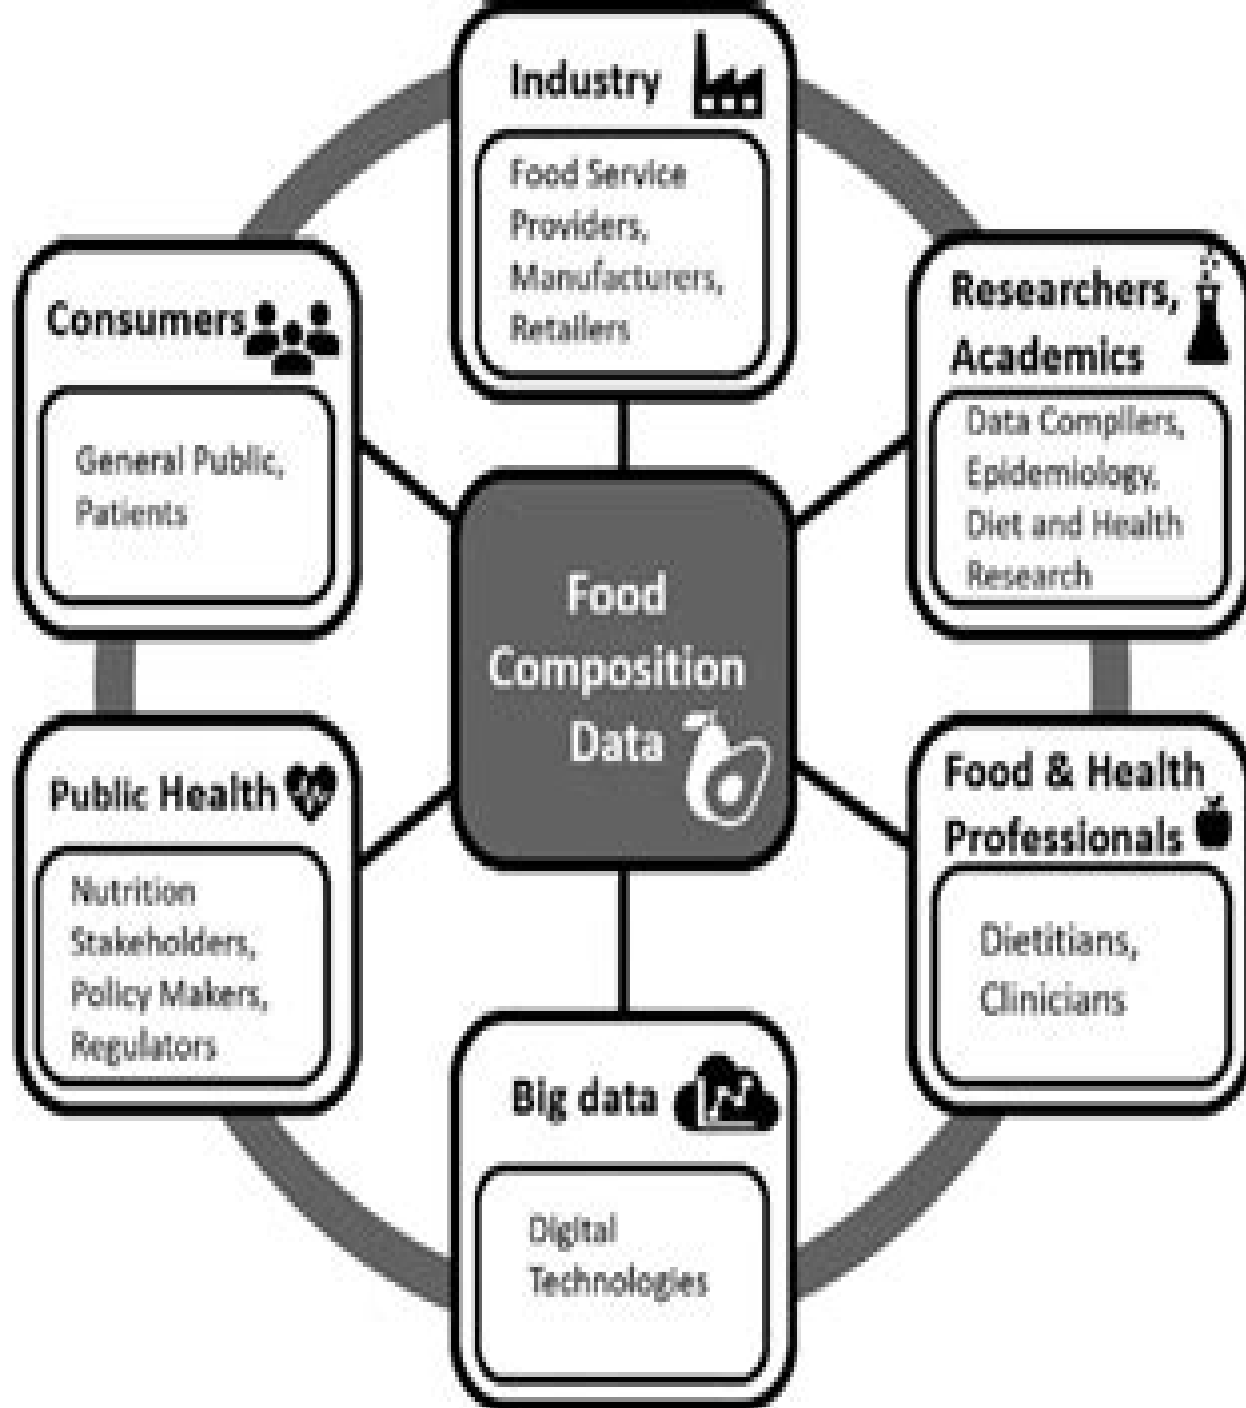 Industry
Food Service
Providers,
Manufacturers,
Retailers
Consumers
General Public,
Patients
Researchers,
Academics
Data Compilers,
Epidemiology,
Diet and Health
Research
Food
Composition
Data
Public Health
Nutrition
Stakeholders,
Policy Makers,
Regulators
Food & Health
Professionals
Dietitians,
Clinicians
Big data
Digital
Technologies